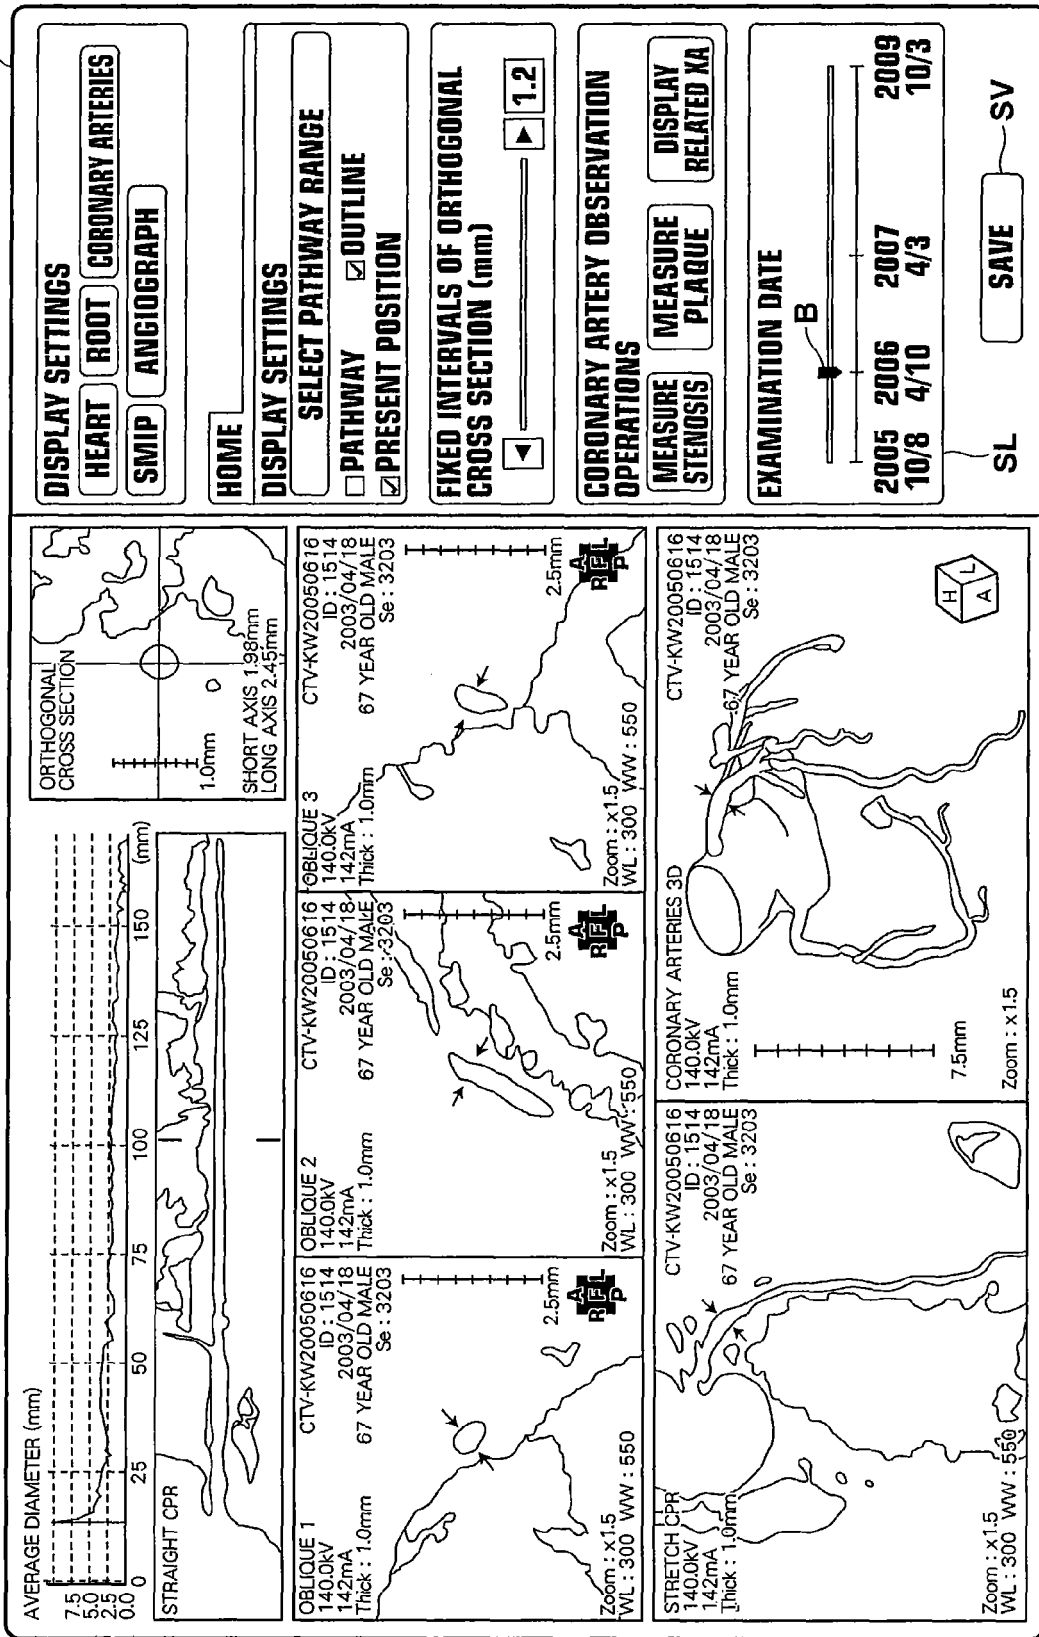 AVERAGE DIAMETER (mm)
7.5
5.0
2.5
0.0
0 25 50 75 100 125 150 (mm)
STRAIGHT CPR
ORTHOGONAL
CROSS SECTION
1.0mm
SHORT AXIS 1.98mm
LONG AXIS 2.45mm
OBLIQUE 1
140.0kV
142mA
Thick : 1.0mm
CTV-KW20050616
ID : 1514
2003/04/18
67 YEAR OLD MALE
Se : 3203
2.5mm
A
R F L
P
Zoom : x1.5
WL : 300 WW : 550
OBLIQUE 2
140.0kV
142mA
Thick : 1.0mm
CTV-KW20050616
ID : 1514
2003/04/18
67 YEAR OLD MALE
Se : 3203
2.5mm
A
R F L
P
Zoom : x1.5
WL : 300 WW : 550
OBLIQUE 3
140.0kV
142mA
Thick : 1.0mm
CTV-KW20050616
ID : 1514
2003/04/18
67 YEAR OLD MALE
Se : 3203
2.5mm
A
R F L
P
Zoom : x1.5
WL : 300 WW : 550
STRETCH CPR
140.0kV
142mA
Thick : 1.0mm
CTV-KW20050616
ID : 1514
2003/04/18
67 YEAR OLD MALE
Se : 3203
Zoom : x1.5
WL : 300 WW : 550
CORONARY ARTERIES 3D
140.0kV
142mA
Thick : 1.0mm
CTV-KW20050616
ID : 1514
2003/04/18
67 YEAR OLD MALE
Se : 3203
H
A L
7.5mm
Zoom : x1.5
DISPLAY SETTINGS
HEART ROOT CORONARY ARTERIES
SMIP ANGIOGRAPH
HOME
DISPLAY SETTINGS
SELECT PATHWAY RANGE
PATHWAY OUTLINE
PRESENT POSITION
FIXED INTERVALS OF ORTHOGONAL
CROSS SECTION (mm)
1.2
CORONARY ARTERY OBSERVATION
OPERATIONS
MEASURE
STENOSIS
MEASURE
PLAQUE
DISPLAY
RELATED XA
EXAMINATION DATE
B
2005 2006 2007 2009
10/8 4/10 4/3 10/3
SL
SAVE
SV